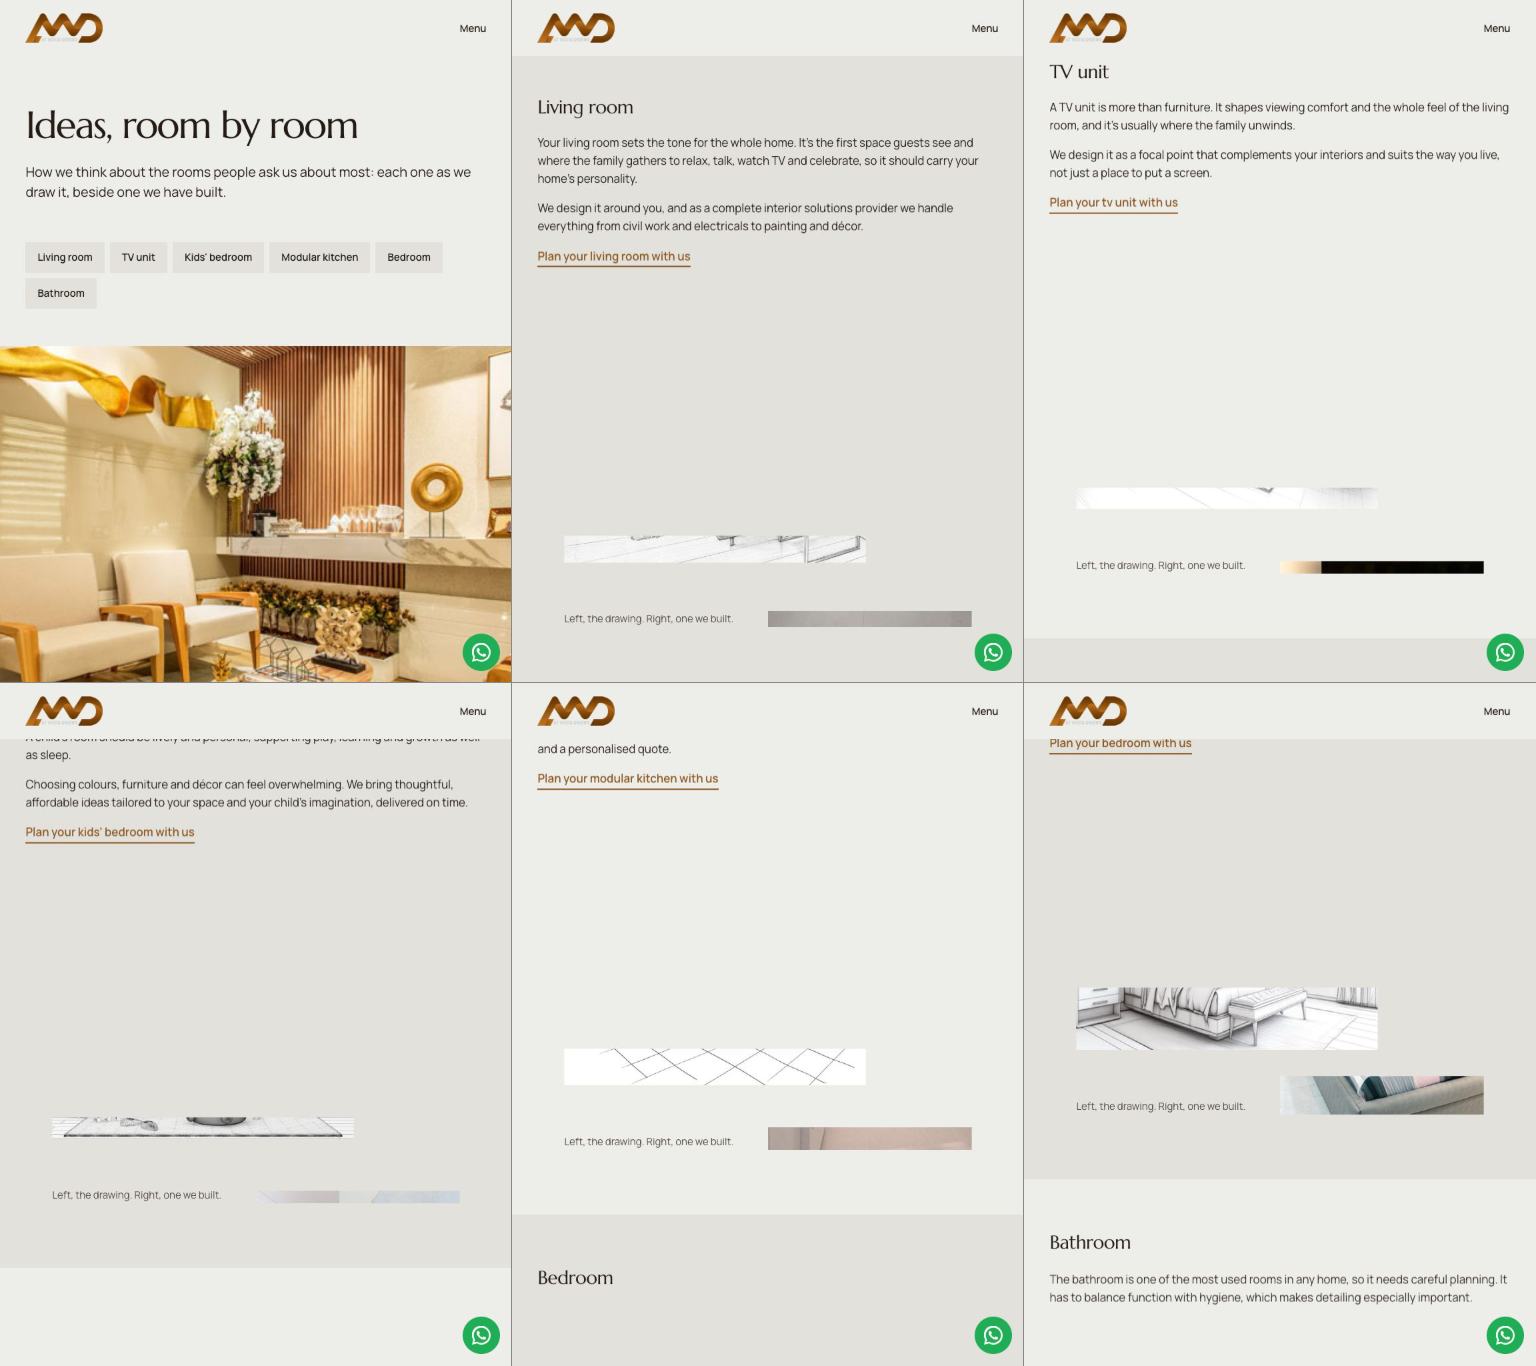 Menu
Ideas, room by room
How we think about the rooms people ask us about most: each one as we
draw it, beside one we have built.
Living room
TV unit
Kids' bedroom
Modular kitchen
Bedroom
Bathroom
Menu
Living room
Your living room sets the tone for the whole home. It's the first space guests see and
where the family gathers to relax, talk, watch TV and celebrate, so it should carry your
home's personality.
We design it around you, and as a complete interior solutions provider we handle
everything from civil work and electricals to painting and décor.
Plan your living room with us
Left, the drawing. Right, one we built.
Menu
TV unit
A TV unit is more than furniture. It shapes viewing comfort and the whole feel of the living
room, and it's usually where the family unwinds.
We design it as a focal point that complements your interiors and suits the way you live,
not just a place to put a screen.
Plan your tv unit with us
Left, the drawing. Right, one we built.
Menu
A child's room should be lively and personal, supporting play, learning and growth as well
as sleep.
Choosing colours, furniture and décor can feel overwhelming. We bring thoughtful,
affordable ideas tailored to your space and your child's imagination, delivered on time.
Plan your kids' bedroom with us
Left, the drawing. Right, one we built.
Menu
and a personalised quote.
Plan your modular kitchen with us
Left, the drawing. Right, one we built.
Bedroom
Menu
Plan your bedroom with us
Left, the drawing. Right, one we built.
Bathroom
The bathroom is one of the most used rooms in any home, so it needs careful planning. It
has to balance function with hygiene, which makes detailing especially important.